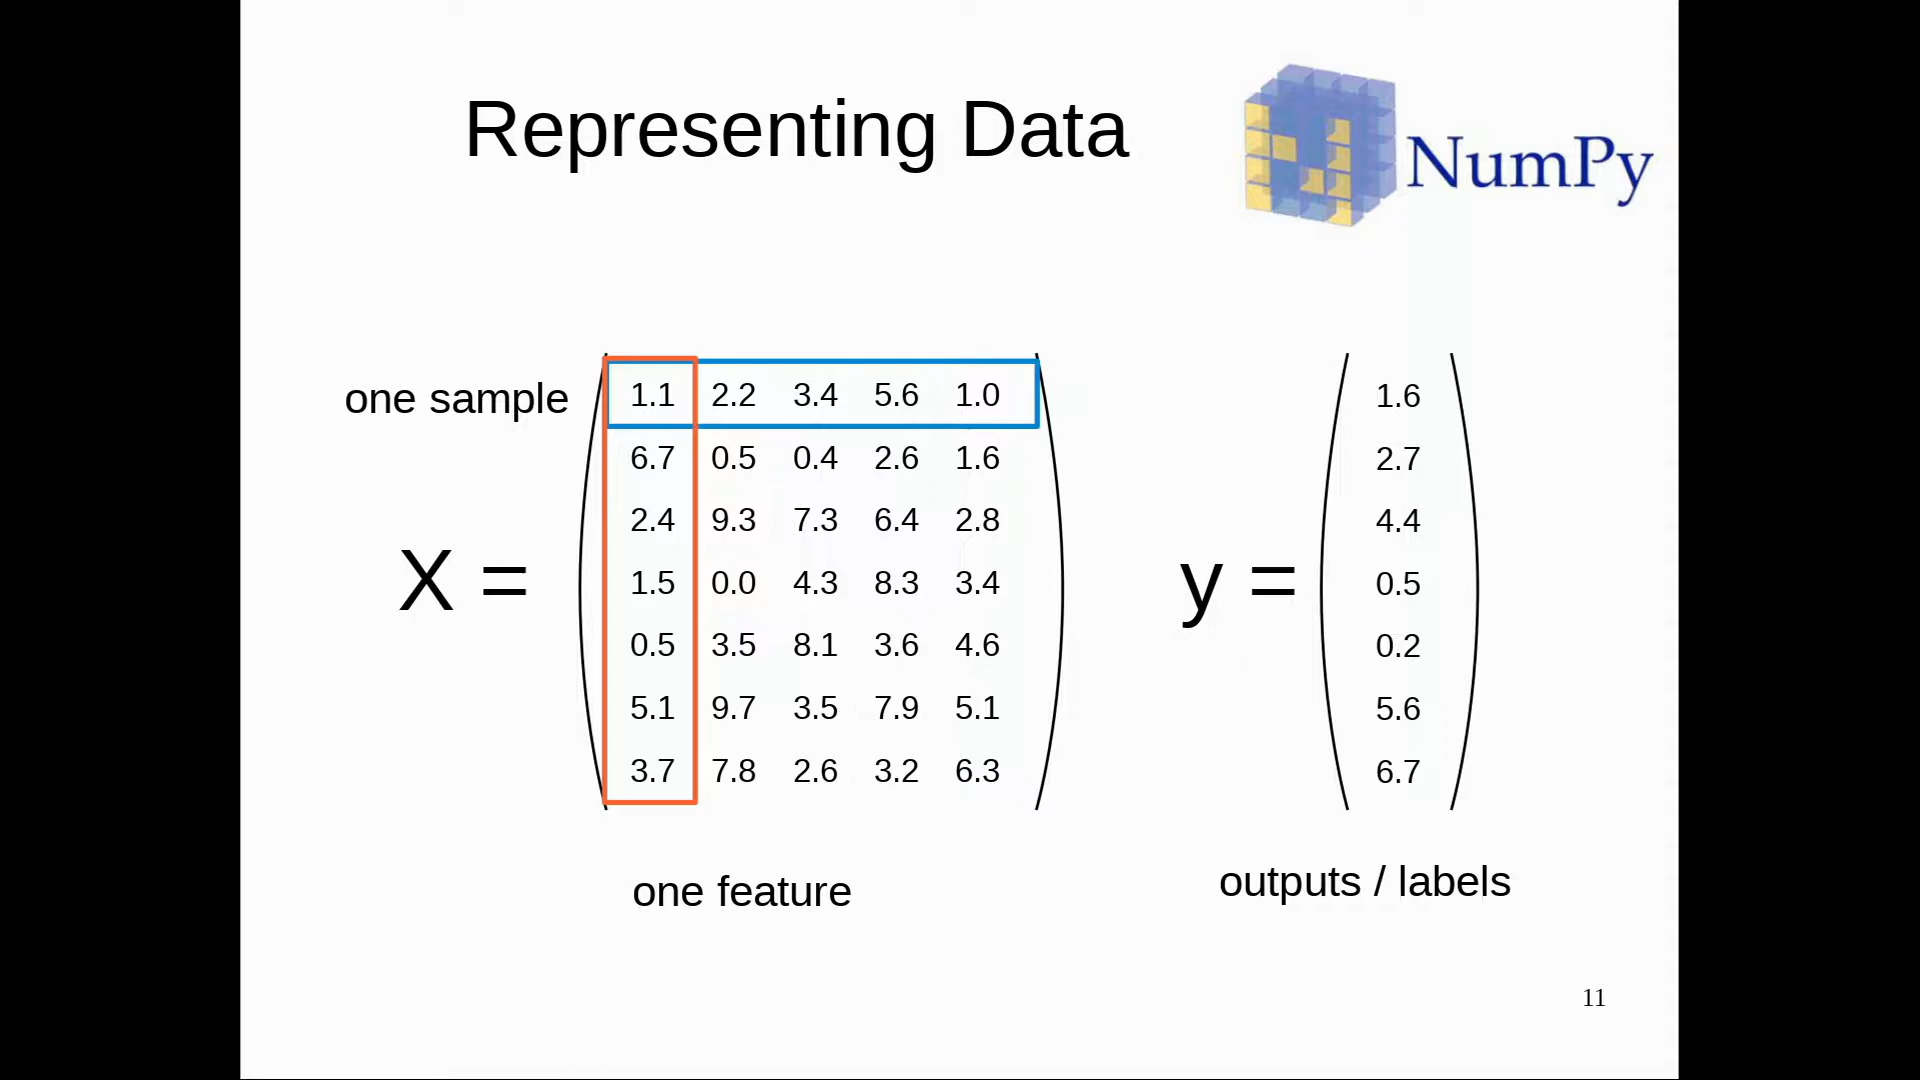 Representing Data
NumPy
one sample
1.1 2.2 3.4 5.6 1.0
6.7 0.5 0.4 2.6 1.6
2.4 9.3 7.3 6.4 2.8
1.5 0.0 4.3 8.3 3.4
0.5 3.5 8.1 3.6 4.6
5.1 9.7 3.5 7.9 5.1
3.7 7.8 2.6 3.2 6.3
X =
one feature
y =
1.6
2.7
4.4
0.5
0.2
5.6
6.7
outputs / labels
11